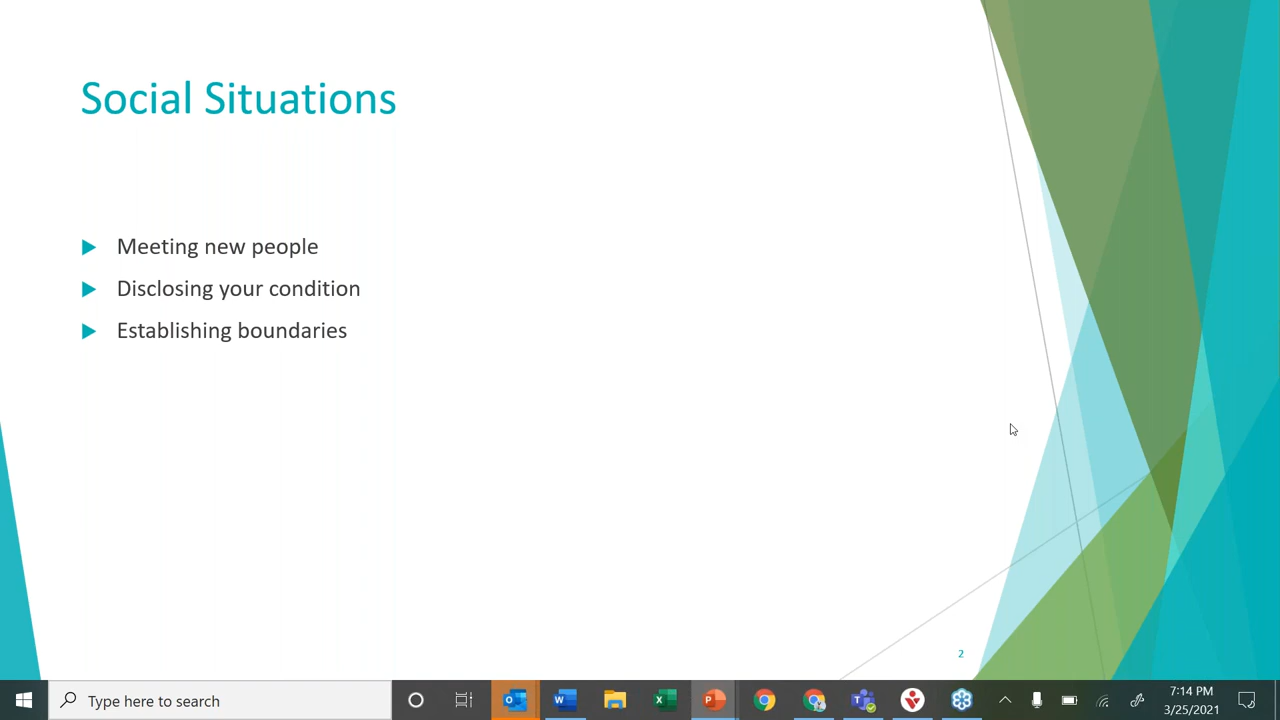 Social Situations
Meeting new people
Disclosing your condition
Establishing boundaries
2
Type here to search
7:14 PM
3/25/2021